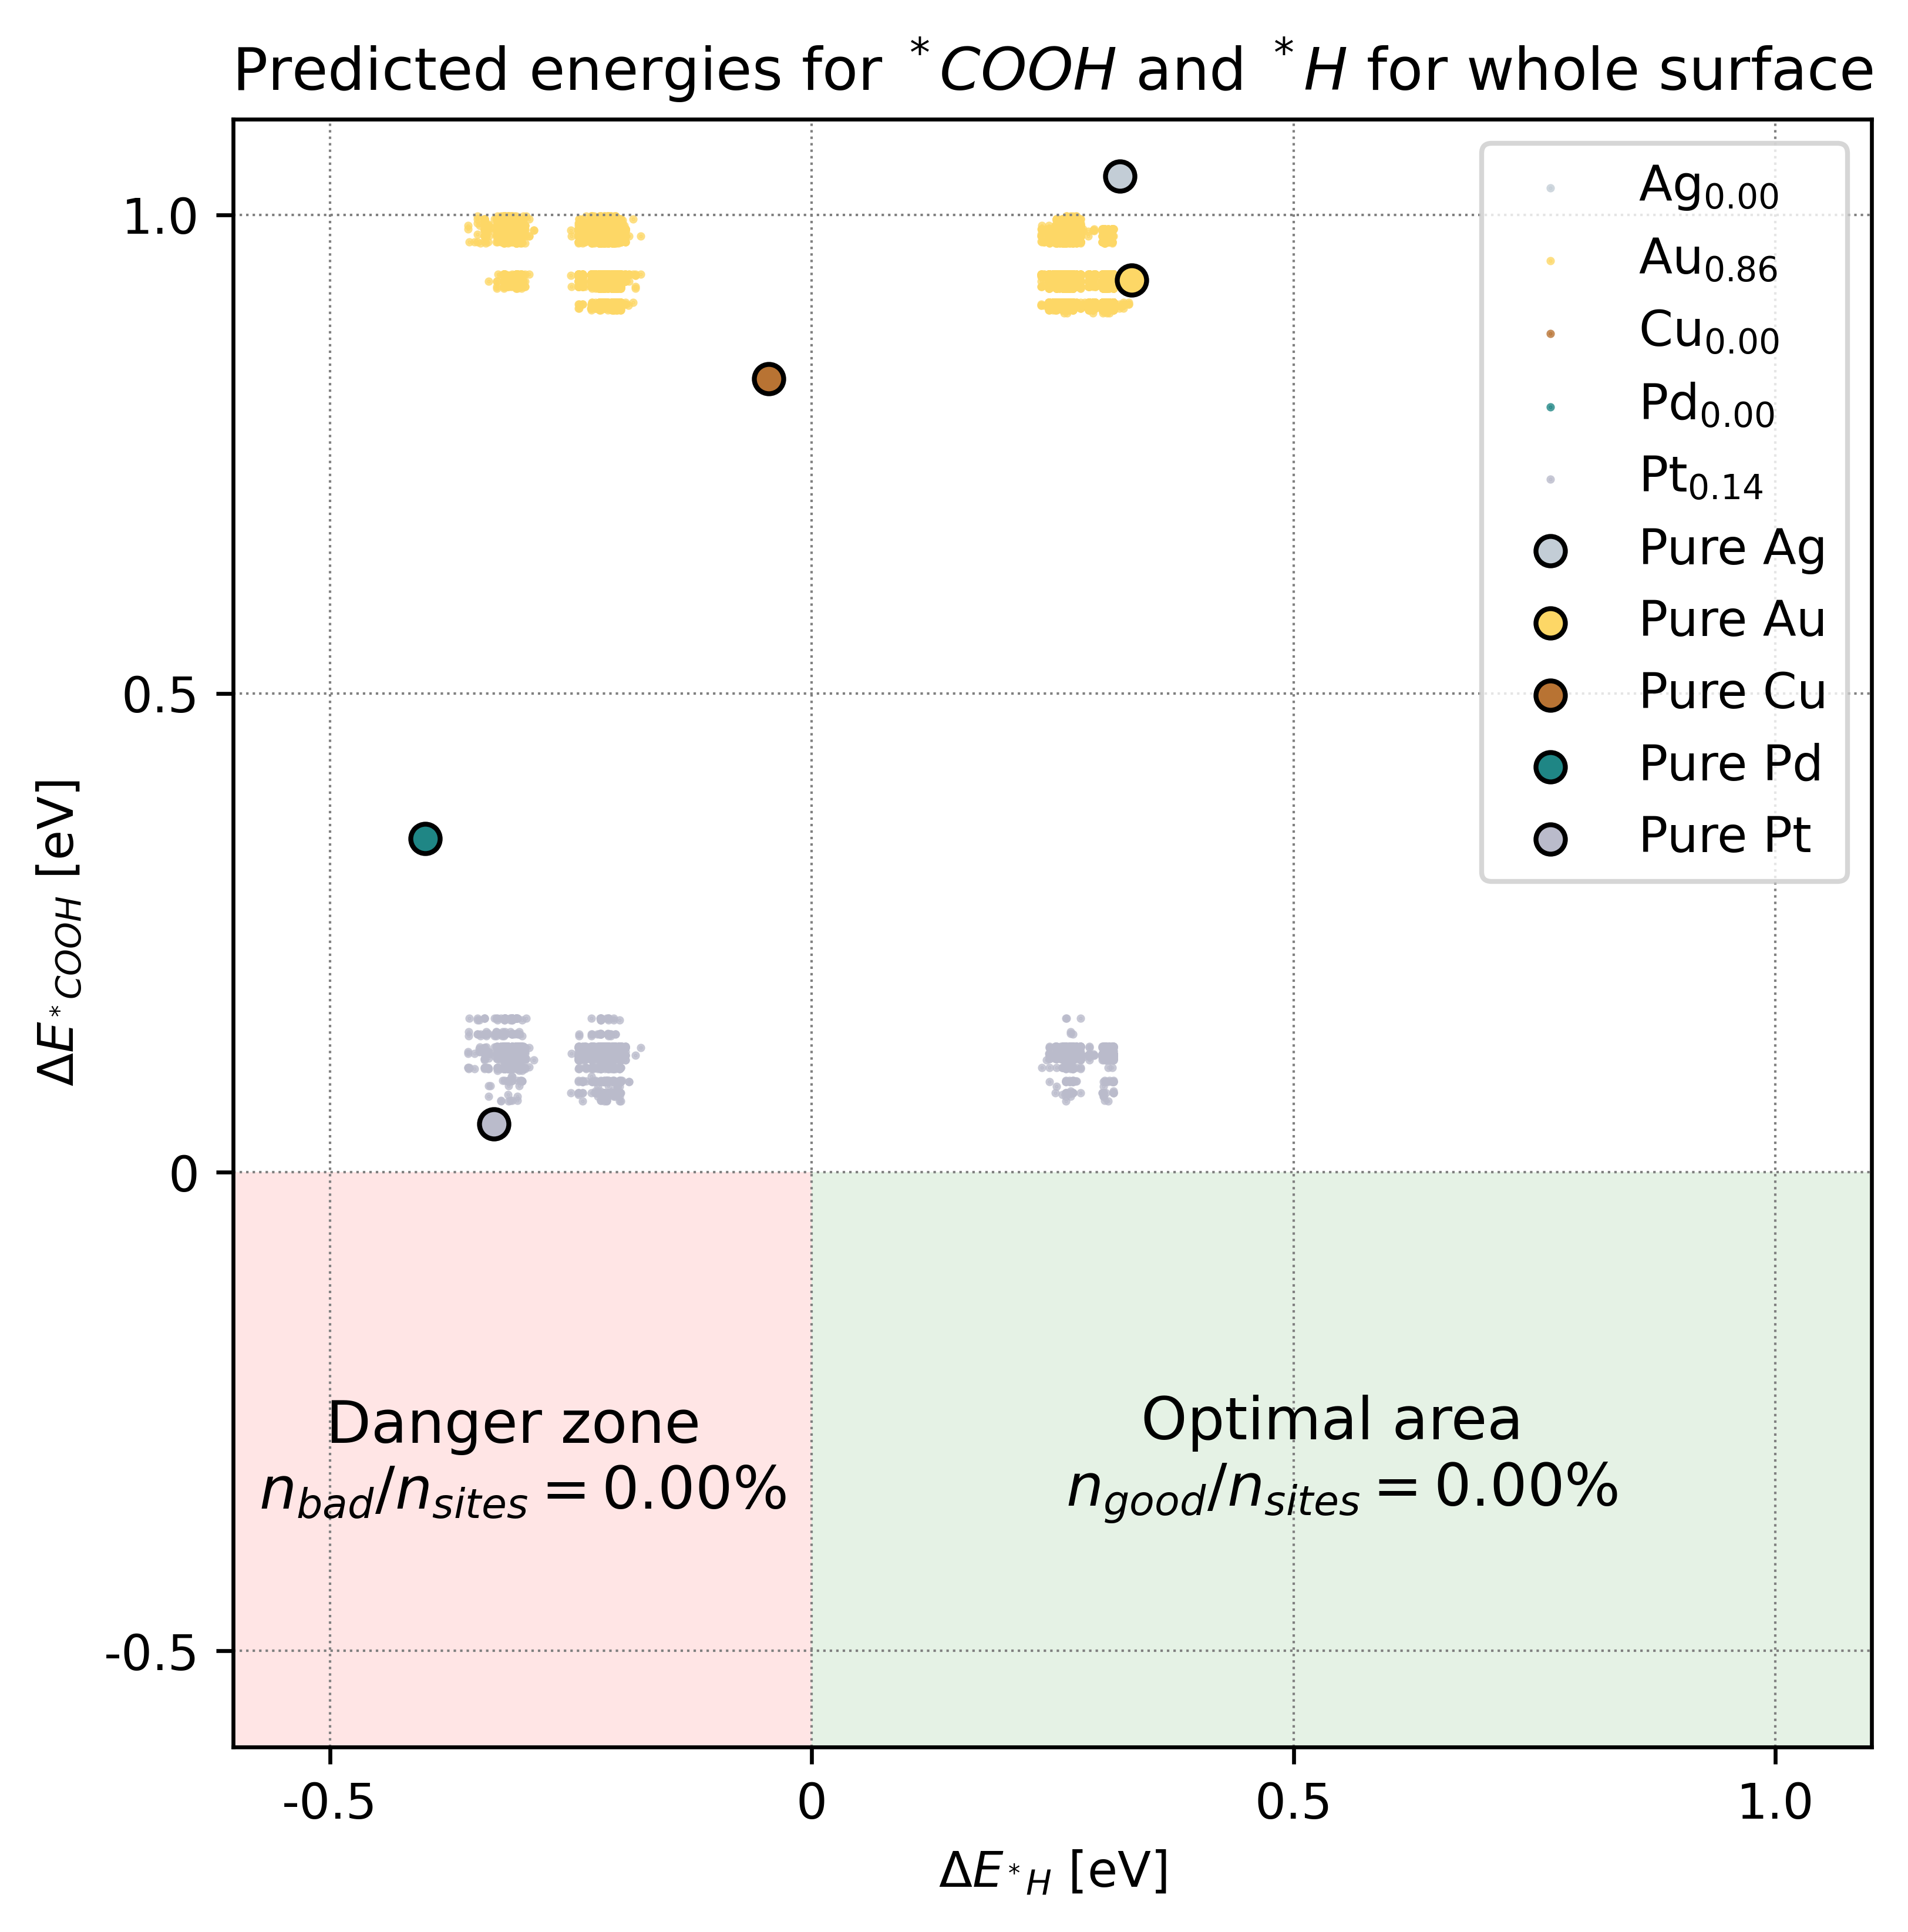 Predicted energies for *COOH and *H for whole surface
Ag0.00
Au0.86
Cu0.00
Pd0.00
Pt0.14
Pure Ag
Pure Au
Pure Cu
Pure Pd
Pure Pt
1.0
0.5
0
-0.5
ΔE*COOH [eV]
Danger zone
nbad/nsites = 0.00%
Optimal area
ngood/nsites = 0.00%
-0.5
0
0.5
1.0
ΔE*H [eV]